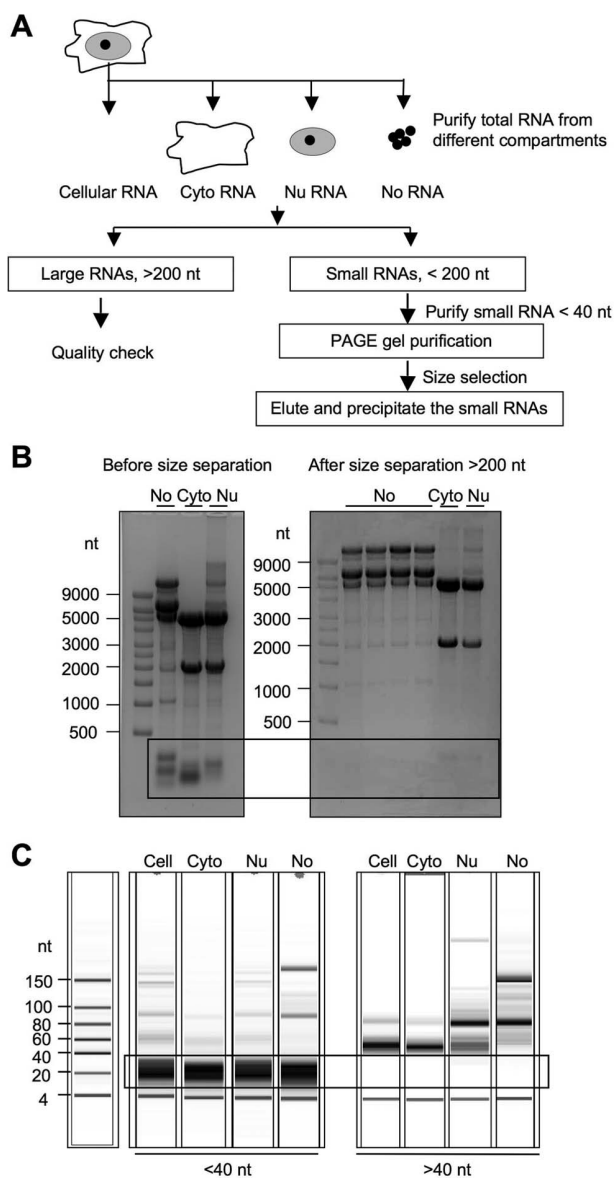 A
Purify total RNA from
different compartments
Cellular RNA Cyto RNA Nu RNA No RNA
Large RNAs, >200 nt
Small RNAs, < 200 nt
Purify small RNA < 40 nt
Quality check
PAGE gel purification
Size selection
Elute and precipitate the small RNAs
B
Before size separation
After size separation >200 nt
No Cyto Nu
No Cyto Nu
nt
9000
5000
3000
2000
1000
500
nt
9000
5000
3000
2000
1000
500
C
Cell Cyto Nu No
Cell Cyto Nu No
nt
150
100
80
60
40
20
4
<40 nt
>40 nt